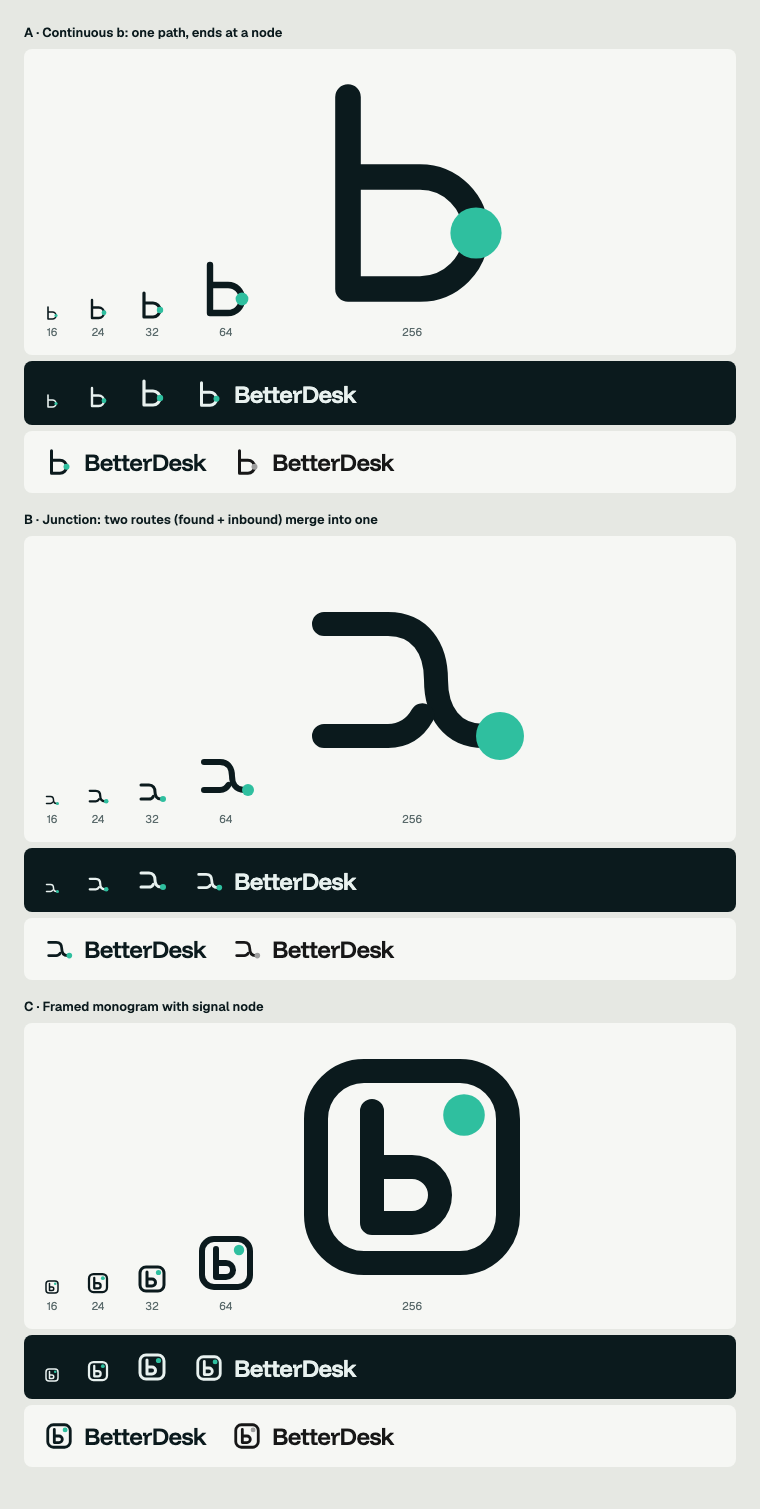 A · Continuous b: one path, ends at a node
16 24 32 64 256
BetterDesk
BetterDesk BetterDesk
B · Junction: two routes (found + inbound) merge into one
16 24 32 64 256
BetterDesk
BetterDesk BetterDesk
C · Framed monogram with signal node
16 24 32 64 256
BetterDesk
BetterDesk BetterDesk